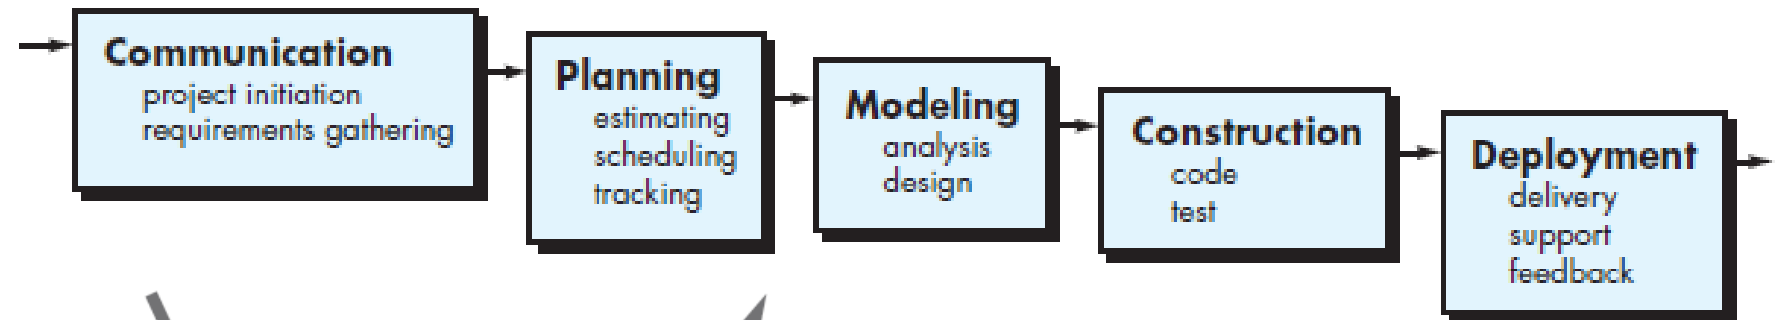 Communication
project initiation
requirements gathering
Planning
estimating
scheduling
tracking
Modeling
analysis
design
Construction
code
test
Deployment
delivery
support
feedback